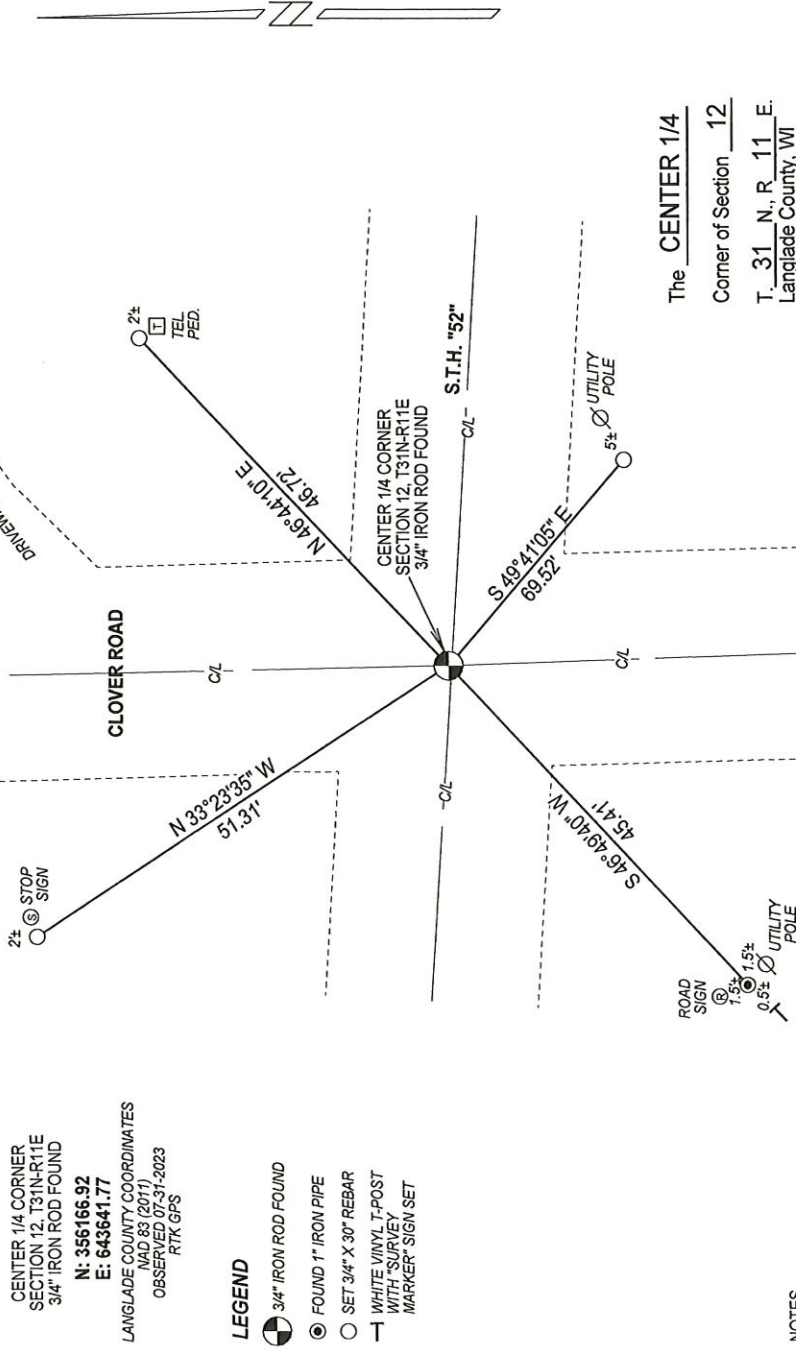 CENTER 1/4 CORNER
SECTION 12, T31N-R11E
3/4" IRON ROD FOUND
N: 356166.92
E: 643641.77
LANGLADE COUNTY COORDINATES
NAD 83 (2011)
OBSERVED 07-31-2023
RTK GPS
LEGEND
3/4" IRON ROD FOUND
FOUND 1" IRON PIPE
SET 3/4" X 30" REBAR
T WHITE VINYL T-POST
WITH "SURVEY
MARKER" SIGN SET
NOTES
2'±
S STOP
SIGN
N 33°23'35" W
51.31'
CLOVER ROAD
C/L
2'±
T
TEL
PED.
N 46°44'10" E
46.72'
CENTER 1/4 CORNER
SECTION 12, T31N-R11E
3/4" IRON ROD FOUND
S.T.H. "52"
C/L
C/L
S 49°41'05" E
69.52'
5'±
UTILITY
POLE
C/L
S 46°49'40" W
45.41'
ROAD
SIGN
R
1.5'±
1.5'±
0.5'±
UTILITY
POLE
T
N
The CENTER 1/4
Corner of Section 12
T. 31 N., R 11 E.
Langlade County, WI